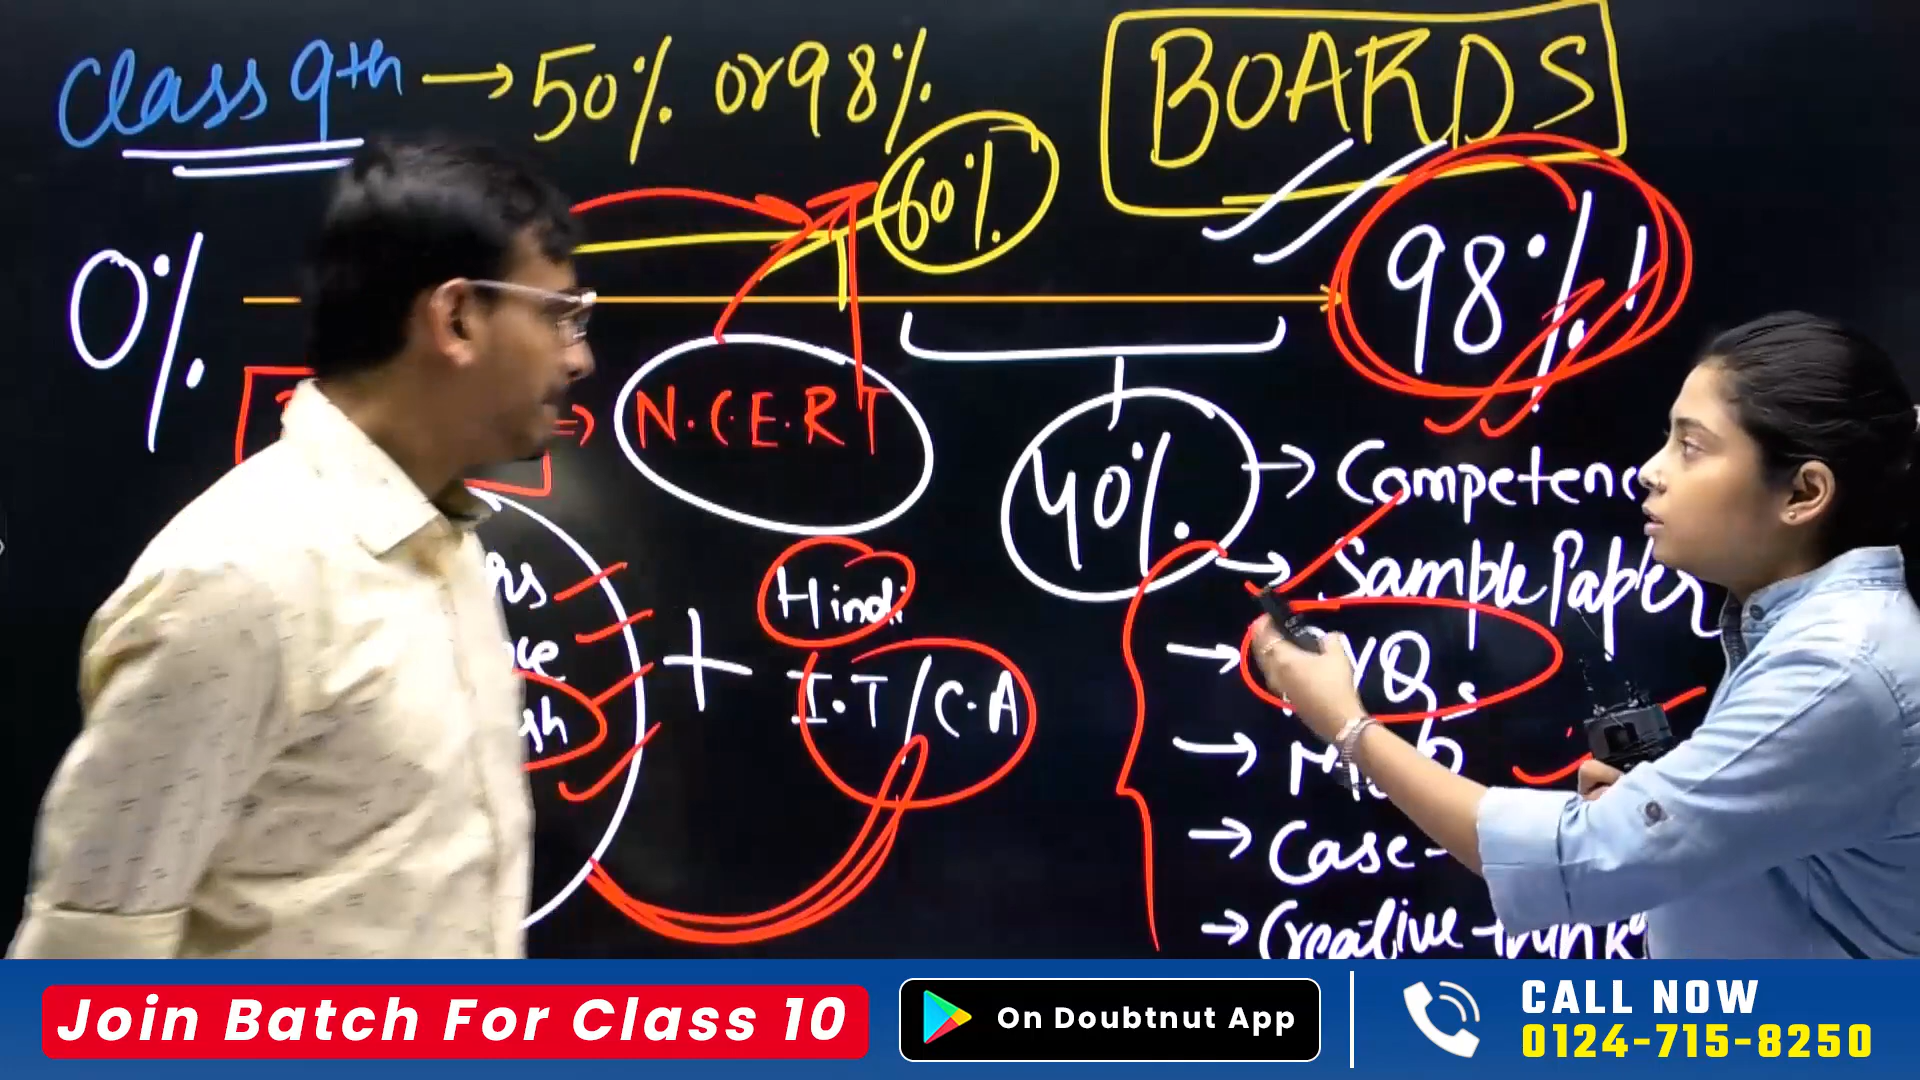 Class 9th → 50% or 98%
BOARDS
60%
0%
98%!
⇒ N.C.E.R.T
40%
→ Competenc
→ Sample Paper
Hindi
+
I.T/C.A
→ YQ.
→
→ Case-
→ Creative
Join Batch For Class 10
On Doubtnut App
CALL NOW
0124-715-8250